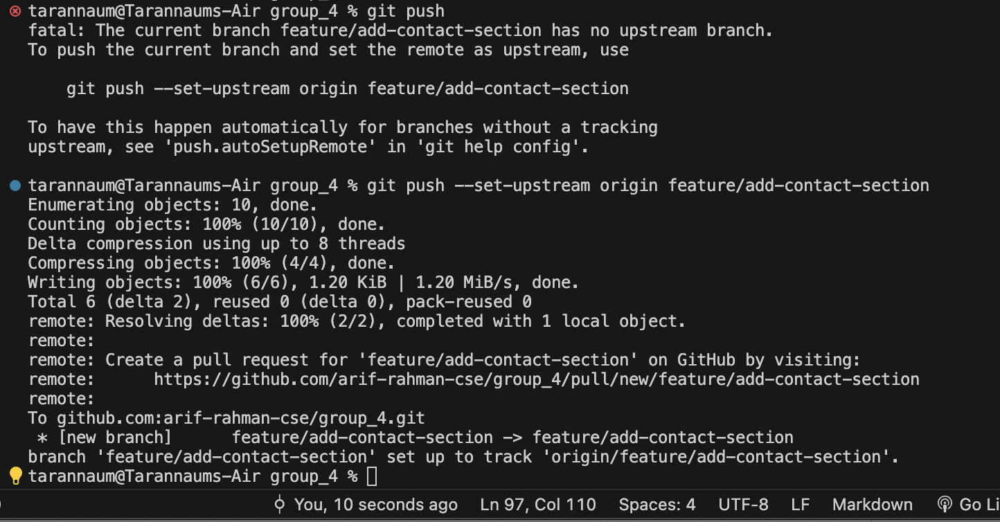 tarannaum@Tarannaums-Air group_4 % git push
fatal: The current branch feature/add-contact-section has no upstream branch.
To push the current branch and set the remote as upstream, use
git push --set-upstream origin feature/add-contact-section
To have this happen automatically for branches without a tracking
upstream, see 'push.autoSetupRemote' in 'git help config'.
tarannaum@Tarannaums-Air group_4 % git push --set-upstream origin feature/add-contact-section
Enumerating objects: 10, done.
Counting objects: 100% (10/10), done.
Delta compression using up to 8 threads
Compressing objects: 100% (4/4), done.
Writing objects: 100% (6/6), 1.20 KiB | 1.20 MiB/s, done.
Total 6 (delta 2), reused 0 (delta 0), pack-reused 0
remote: Resolving deltas: 100% (2/2), completed with 1 local object.
remote:
remote: Create a pull request for 'feature/add-contact-section' on GitHub by visiting:
remote:      https://github.com/arif-rahman-cse/group_4/pull/new/feature/add-contact-section
remote:
To github.com:arif-rahman-cse/group_4.git
* [new branch]      feature/add-contact-section -> feature/add-contact-section
branch 'feature/add-contact-section' set up to track 'origin/feature/add-contact-section'.
tarannaum@Tarannaums-Air group_4 %
You, 10 seconds ago Ln 97, Col 110 Spaces: 4 UTF-8 LF Markdown Go Li